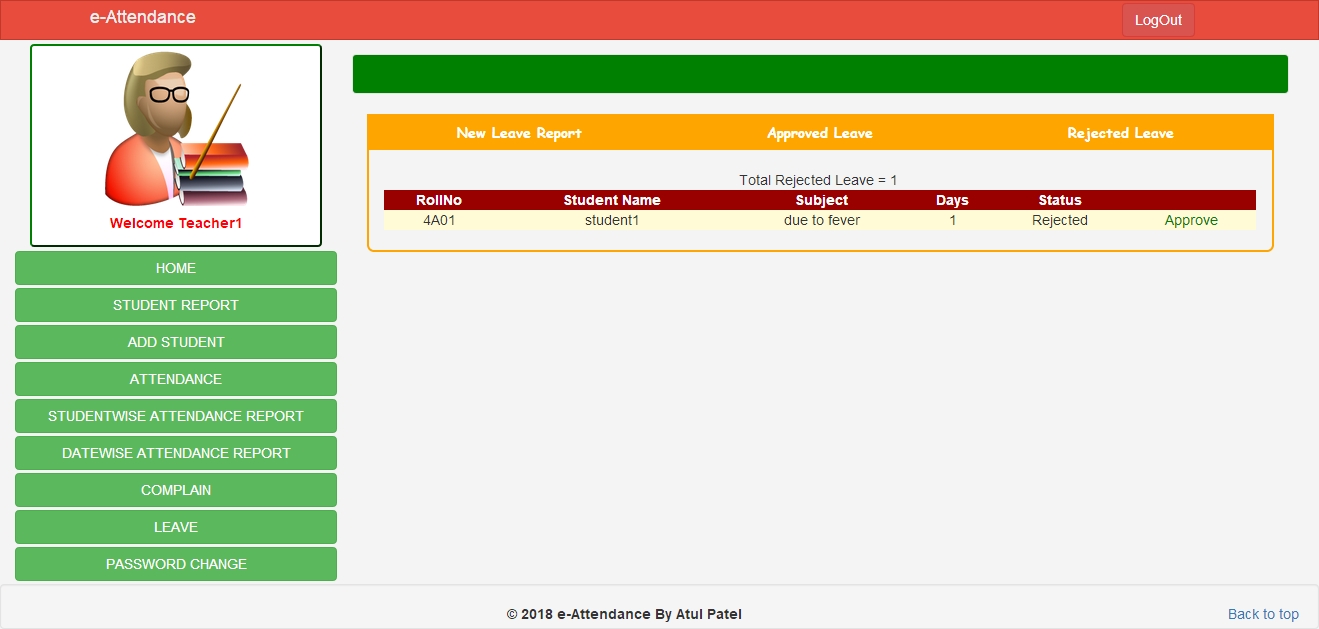 e-Attendance
LogOut
Welcome Teacher1
HOME
STUDENT REPORT
ADD STUDENT
ATTENDANCE
STUDENTWISE ATTENDANCE REPORT
DATEWISE ATTENDANCE REPORT
COMPLAIN
LEAVE
PASSWORD CHANGE
New Leave Report Approved Leave Rejected Leave
Total Rejected Leave = 1
RollNo Student Name Subject Days Status
4A01 student1 due to fever 1 Rejected Approve
© 2018 e-Attendance By Atul Patel
Back to top